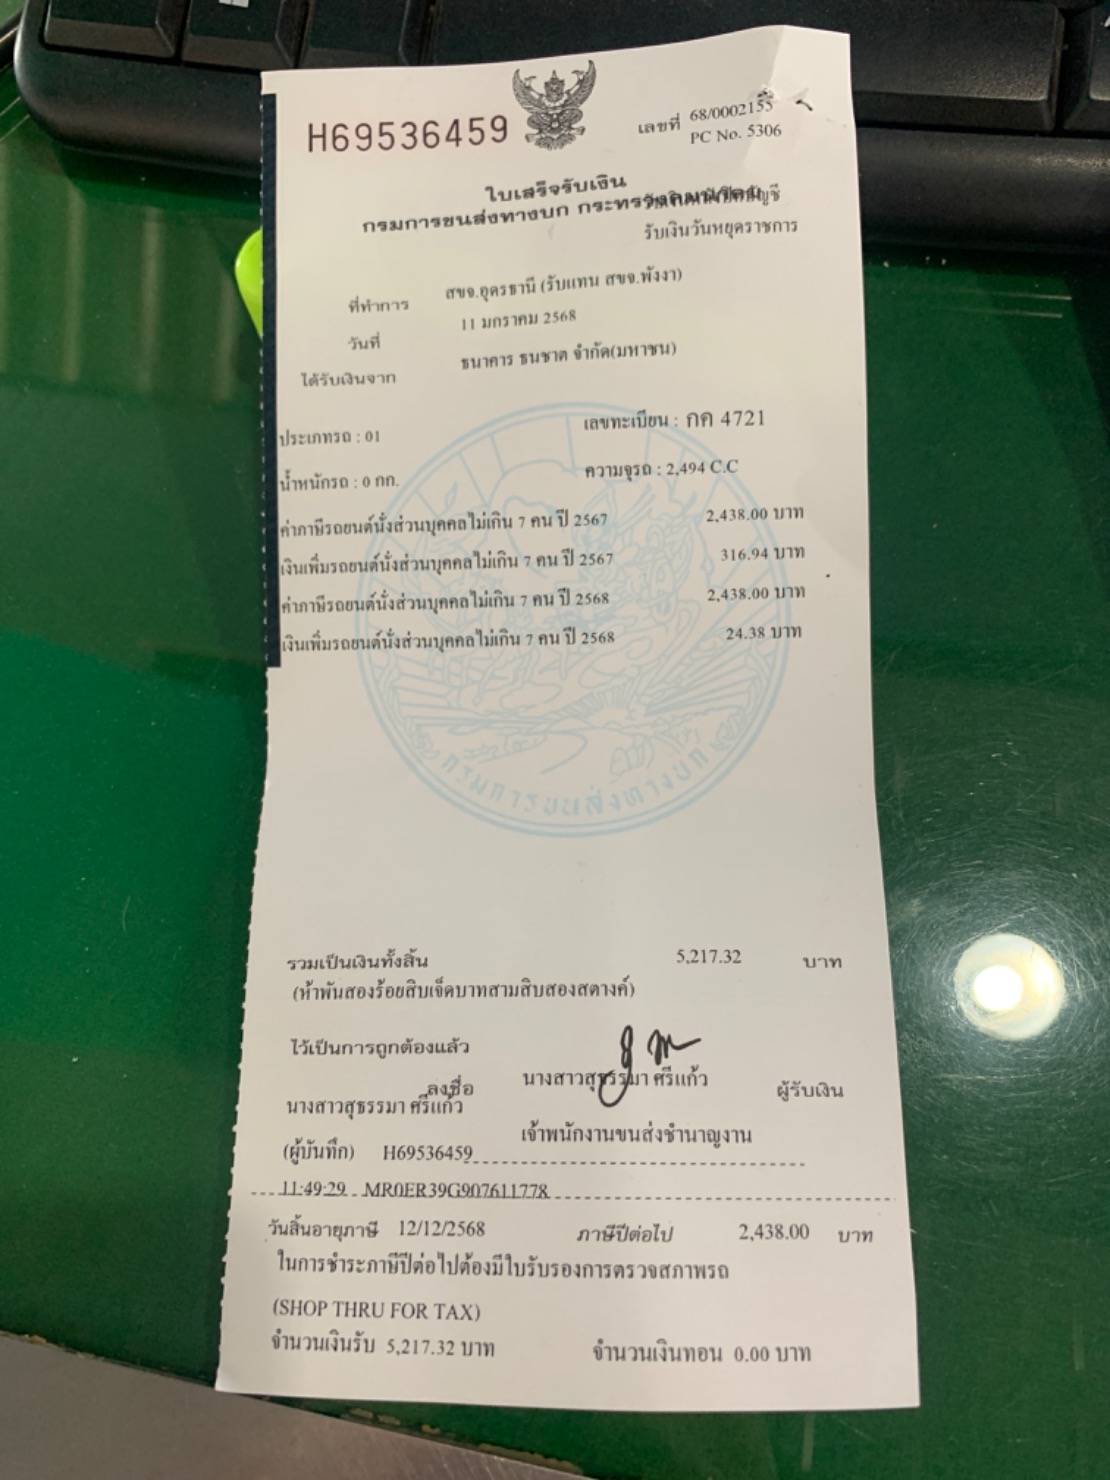 H69536459
เลขที่ 68/0002155
PC No. 5306
ใบเสร็จรับเงิน
กรมการขนส่งทางบก กระทรวงคมนาคม
รับเงินวันหยุดราชการ
ที่ทำการ สขจ.อุดรธานี (รับแทน สขจ.พังงา)
วันที่ 11 มกราคม 2568
ได้รับเงินจาก ธนาคาร ธนชาต จำกัด(มหาชน)
ประเภทรถ : 01 เลขทะเบียน : กค 4721
น้ำหนักรถ : 0 กก. ความจุรถ : 2,494 C.C
ค่าภาษีรถยนต์นั่งส่วนบุคคลไม่เกิน 7 คน ปี 2567 2,438.00 บาท
เงินเพิ่มรถยนต์นั่งส่วนบุคคลไม่เกิน 7 คน ปี 2567 316.94 บาท
ค่าภาษีรถยนต์นั่งส่วนบุคคลไม่เกิน 7 คน ปี 2568 2,438.00 บาท
เงินเพิ่มรถยนต์นั่งส่วนบุคคลไม่เกิน 7 คน ปี 2568 24.38 บาท
กรมการขนส่งทางบก
รวมเป็นเงินทั้งสิ้น 5,217.32 บาท
(ห้าพันสองร้อยสิบเจ็ดบาทสามสิบสองสตางค์)
ไว้เป็นการถูกต้องแล้ว
ลงชื่อ นางสาวสุธรรมา ศรีแก้ว ผู้รับเงิน
นางสาวสุธรรมา ศรีแก้ว
เจ้าพนักงานขนส่งชำนาญงาน
(ผู้บันทึก) H69536459
11:49:29 MR0ER39G907611778
วันสิ้นอายุภาษี 12/12/2568 ภาษีปีต่อไป 2,438.00 บาท
ในการชำระภาษีปีต่อไปต้องมีใบรับรองการตรวจสภาพรถ
(SHOP THRU FOR TAX)
จำนวนเงินรับ 5,217.32 บาท จำนวนเงินทอน 0.00 บาท